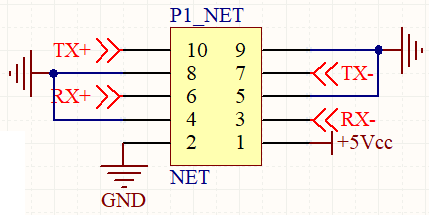 P1_NET
TX+ 10 9
8 7 TX-
RX+ 6 5
4 3 RX-
2 1 +5Vcc
GND NET